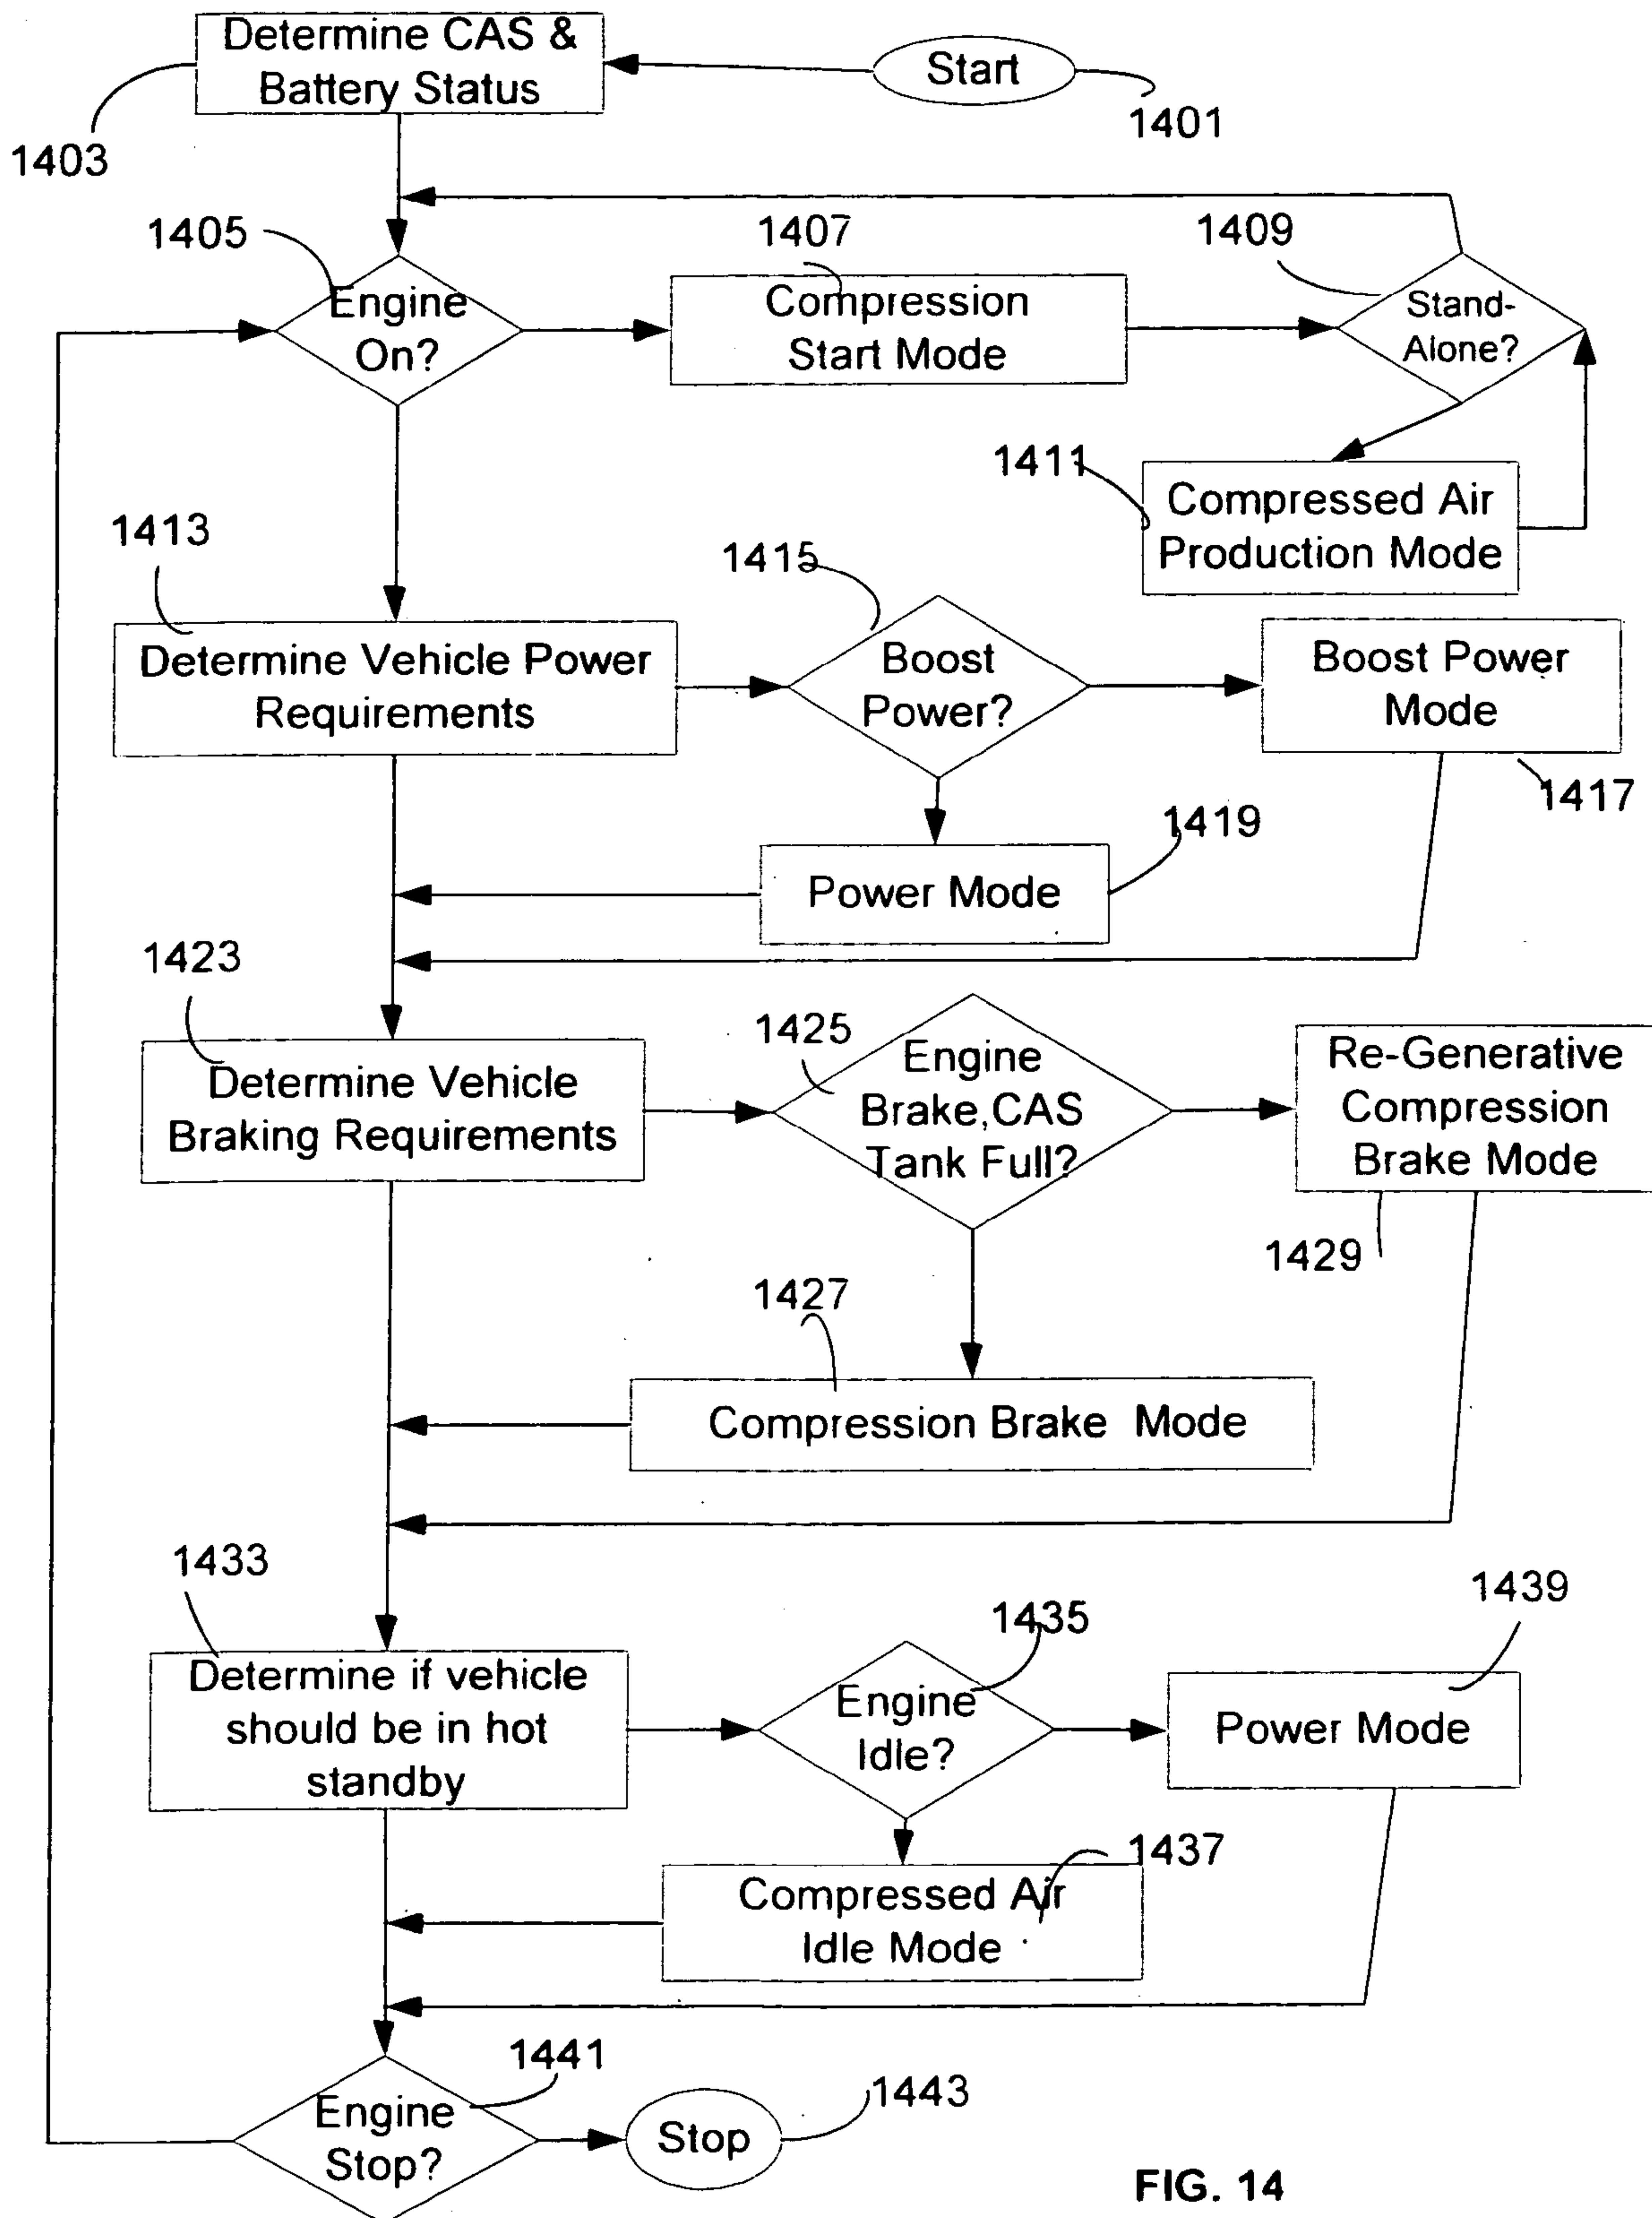 Determine CAS &
Battery Status
Start
1401
1403
1405
1407
1409
Engine
On?
Compression
Start Mode
Stand-
Alone?
1411
Compressed Air
Production Mode
1413
1415
Determine Vehicle Power
Requirements
Boost
Power?
Boost Power
Mode
1417
1419
Power Mode
1423
1425
Determine Vehicle
Braking Requirements
Engine
Brake,CAS
Tank Full?
Re-Generative
Compression
Brake Mode
1429
1427
Compression Brake Mode
1433
1435
1439
Determine if vehicle
should be in hot
standby
Engine
Idle?
Power Mode
1437
Compressed Air
Idle Mode
1441
1443
Engine
Stop?
Stop
FIG. 14